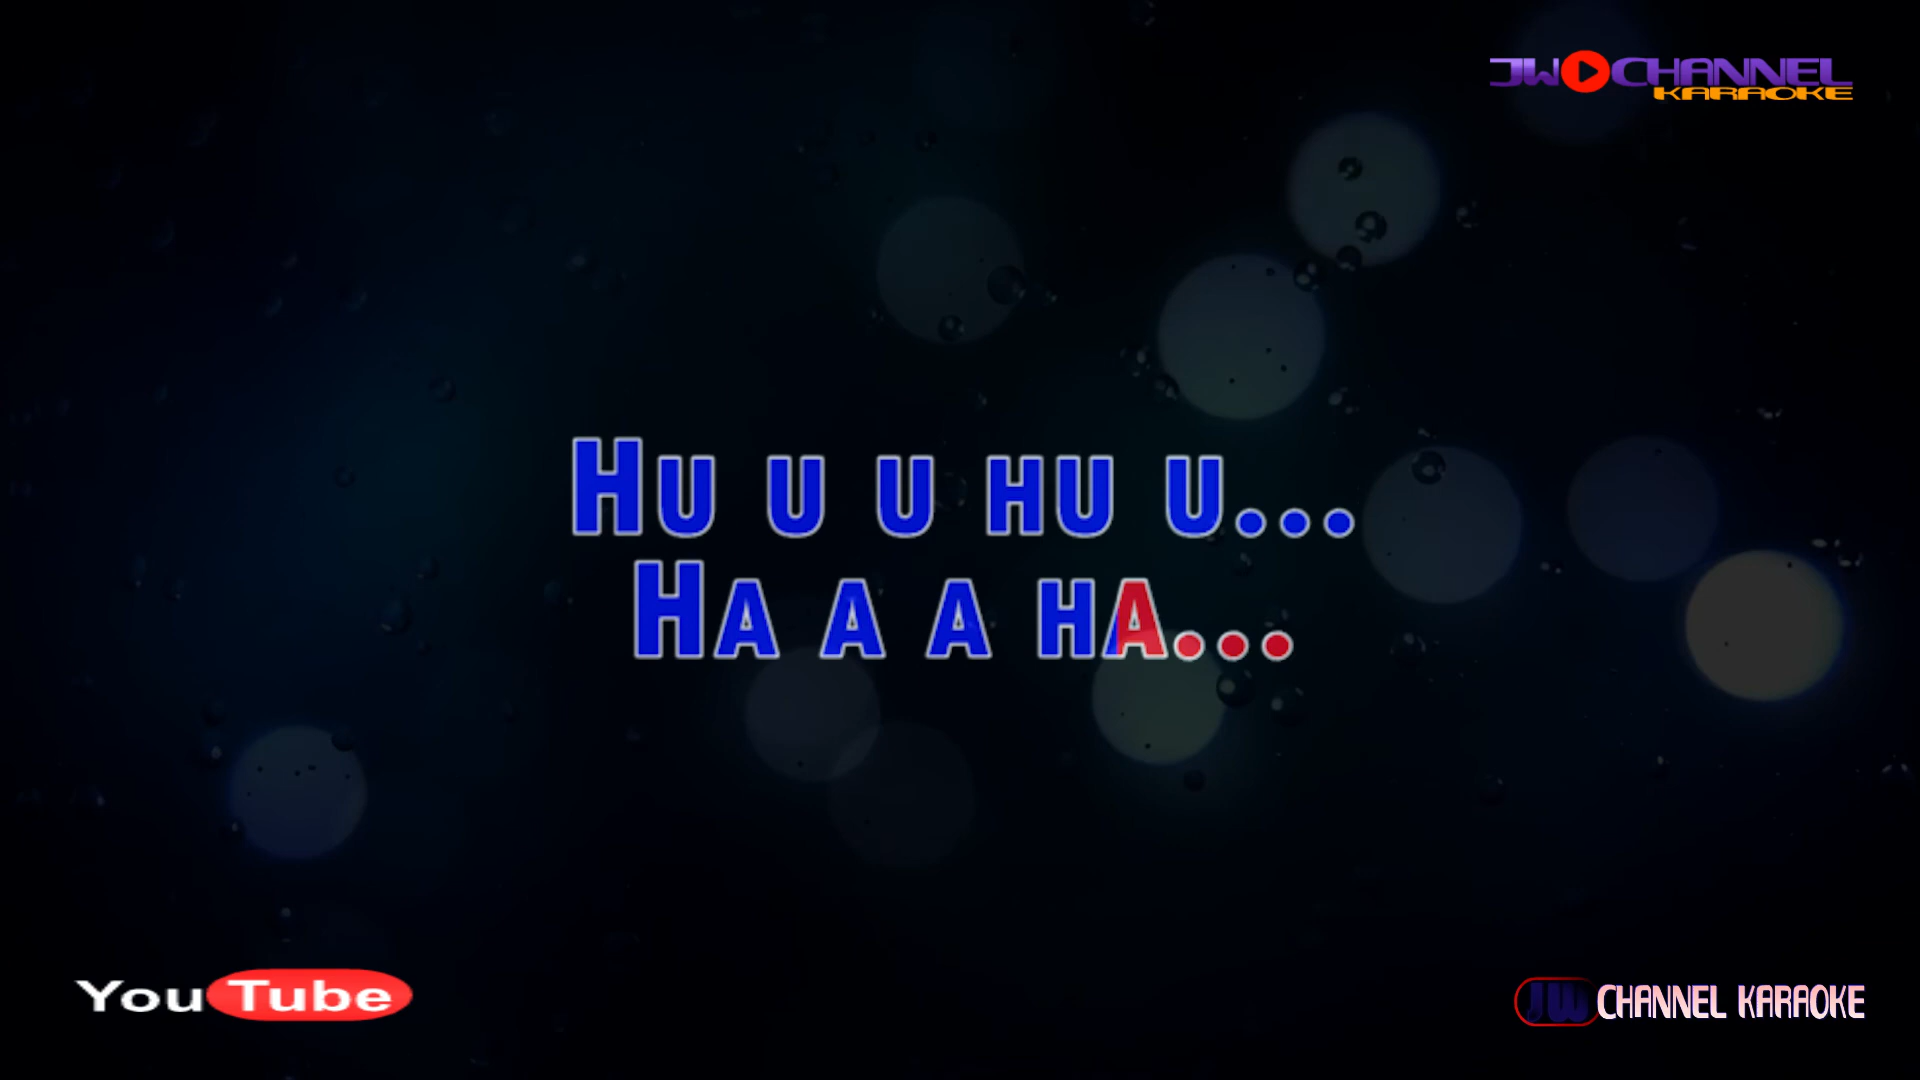 JW CHANNEL
KARAOKE
HU U U HU U...
HA A A HA...
YouTube
JW CHANNEL KARAOKE